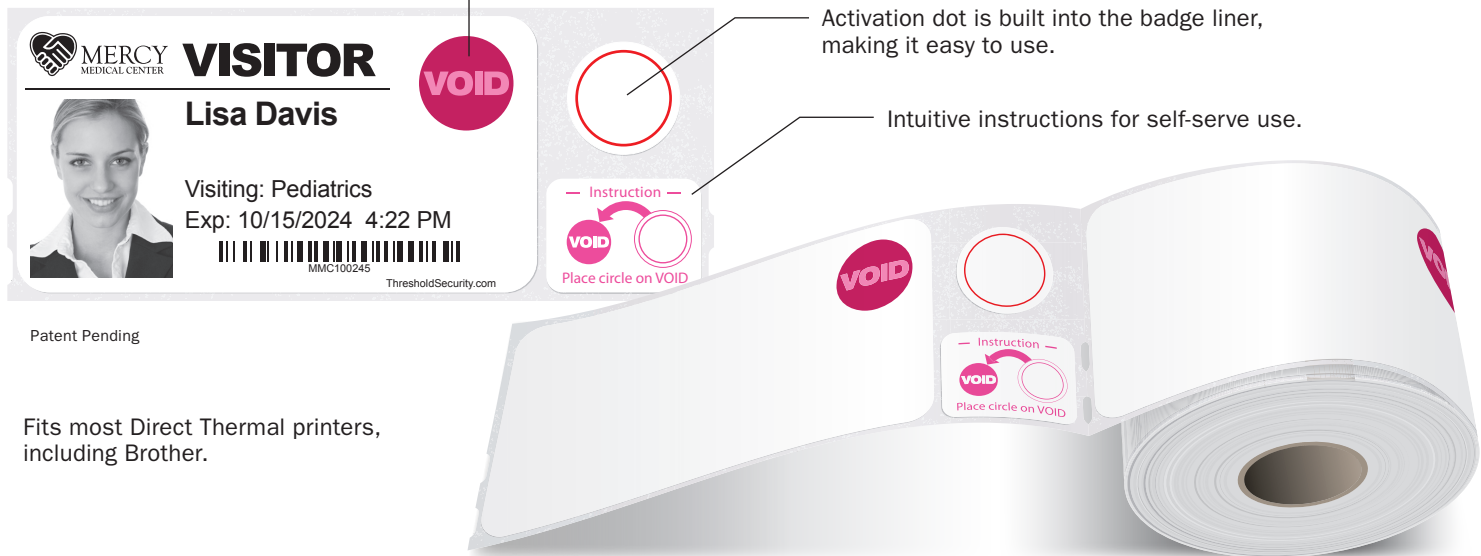 Activation dot is built into the badge liner,
making it easy to use.
Intuitive instructions for self-serve use.
MERCY
MEDICAL CENTER
VISITOR
VOID
Lisa Davis
Visiting: Pediatrics
Exp: 10/15/2024 4:22 PM
MMC100245
ThresholdSecurity.com
Instruction
VOID
Place circle on VOID
Patent Pending
Fits most Direct Thermal printers,
including Brother.
VOID
Instruction
VOID
Place circle on VOID
VOID